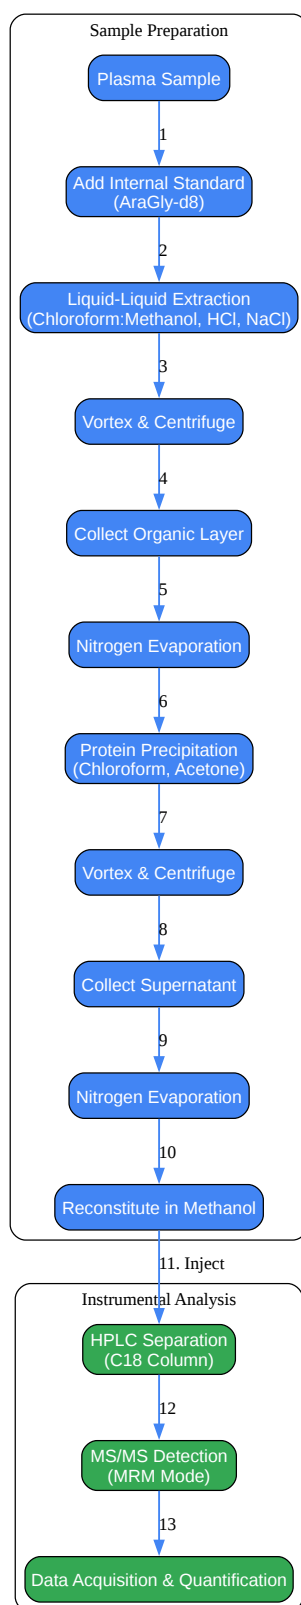 Sample Preparation
Plasma Sample
1
Add Internal Standard
(AraGly-d8)
2
Liquid-Liquid Extraction
(Chloroform:Methanol, HCl, NaCl)
3
Vortex & Centrifuge
4
Collect Organic Layer
5
Nitrogen Evaporation
6
Protein Precipitation
(Chloroform, Acetone)
7
Vortex & Centrifuge
8
Collect Supernatant
9
Nitrogen Evaporation
10
Reconstitute in Methanol
11. Inject
Instrumental Analysis
HPLC Separation
(C18 Column)
12
MS/MS Detection
(MRM Mode)
13
Data Acquisition & Quantification